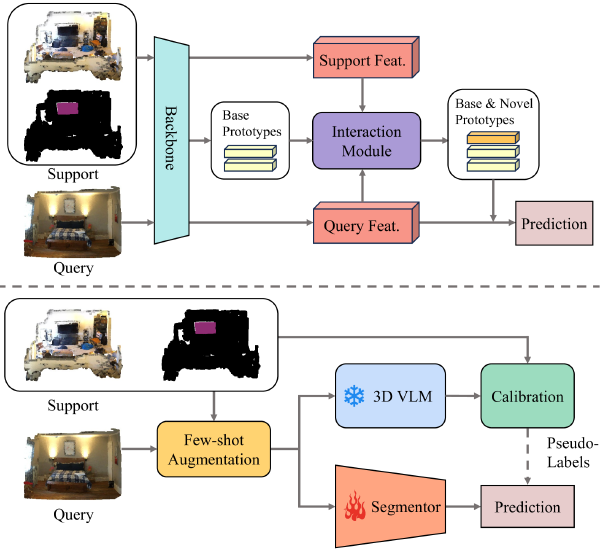 Support
Query
Backbone
Base
Prototypes
Support Feat.
Interaction
Module
Query Feat.
Base & Novel
Prototypes
Prediction
Support
Query
Few-shot
Augmentation
3D VLM
Segmentor
Calibration
Pseudo-
Labels
Prediction